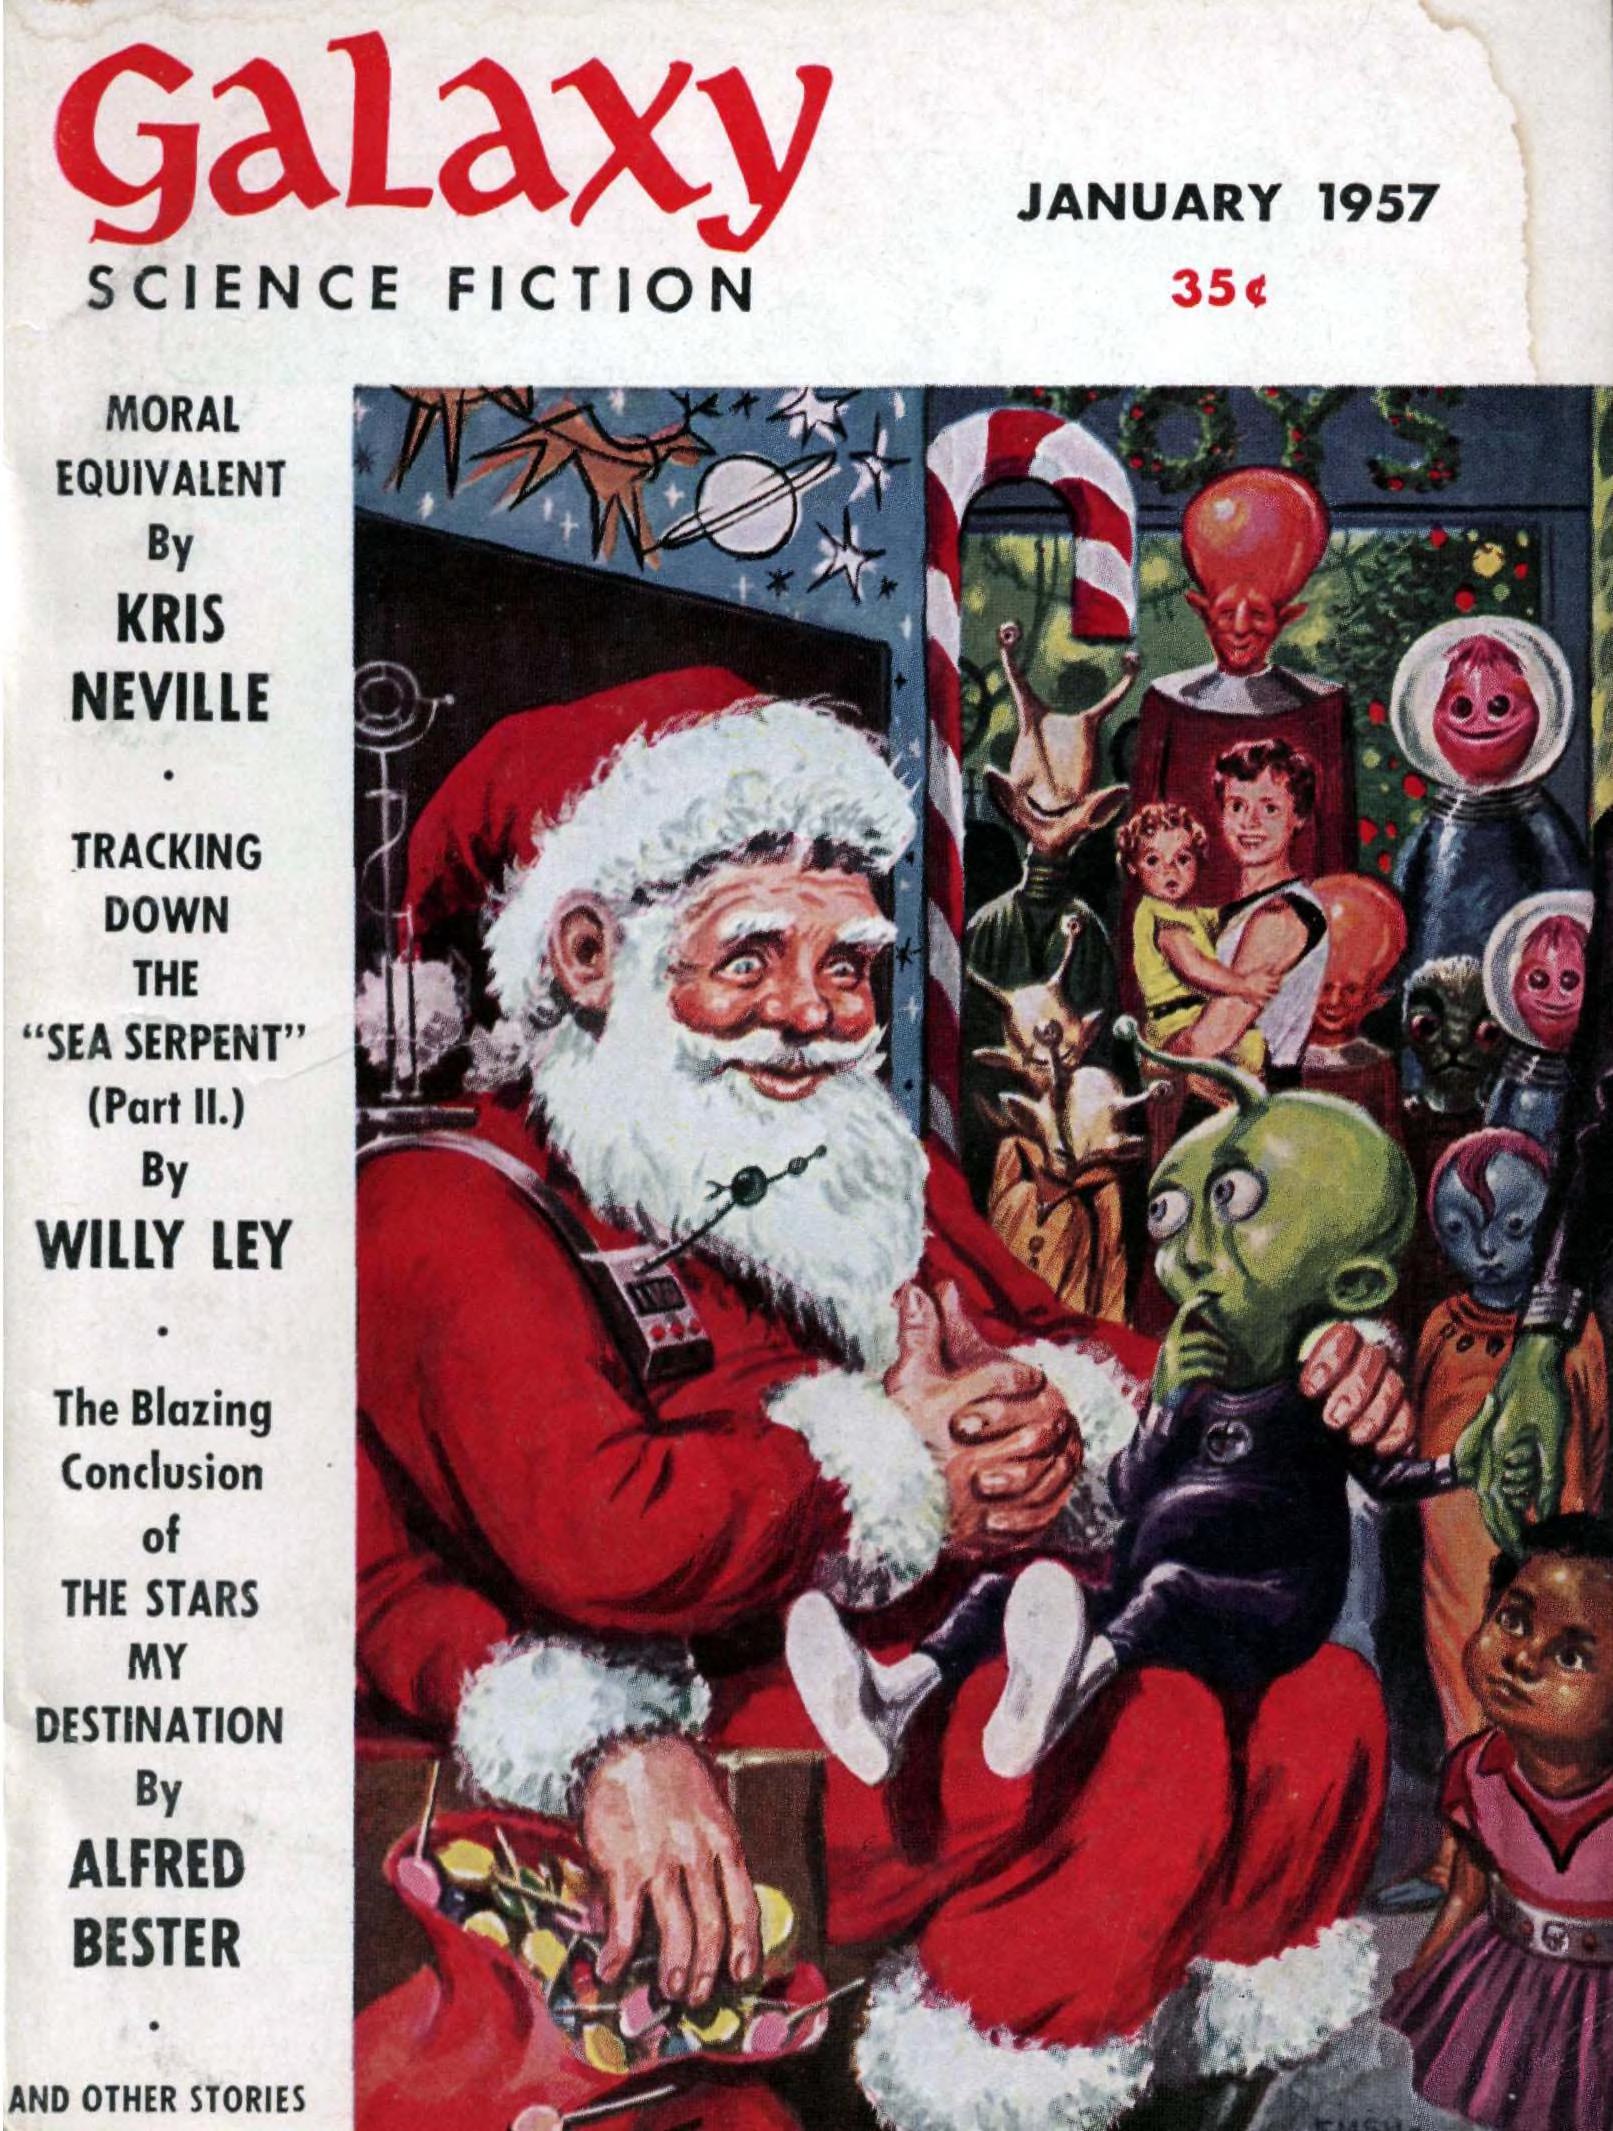 Galaxy
SCIENCE FICTION
JANUARY 1957
35¢
MORAL
EQUIVALENT
By
KRIS
NEVILLE
•
TRACKING
DOWN
THE
“SEA SERPENT”
(Part II.)
By
WILLY LEY
•
The Blazing
Conclusion
of
THE STARS
MY
DESTINATION
By
ALFRED
BESTER
•
AND OTHER STORIES
TOYS
EMSH